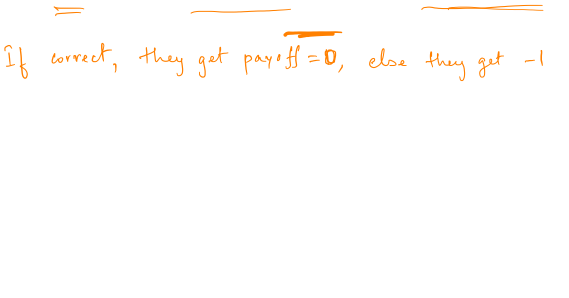 If correct, they get payoff = 0, else they get -1